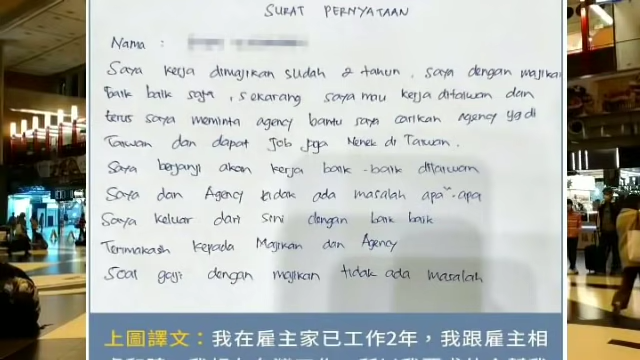 SURAT PERNYATAAN
Nama :
Saya kerja dimajikan sudah 2 tahun, saya dengan majikan
baik baik saja, sekarang saya mau kerja ditaiwan dan
terus saya meminta agency bantu saya carikan Agency yg di
Taiwan dan dapat Job Jaga Nenek di Taiwan.
Saya berjanji akan kerja baik-baik ditaiwan
Saya dan Agency tidak ada masalah apa-apa
Saya keluar dari sini dengan baik baik
Terimakasih kepada Majikan dan Agency
Soal gaji dengan majikan tidak ada masalah
上圖譯文：我在雇主家已工作2年，我跟雇主相